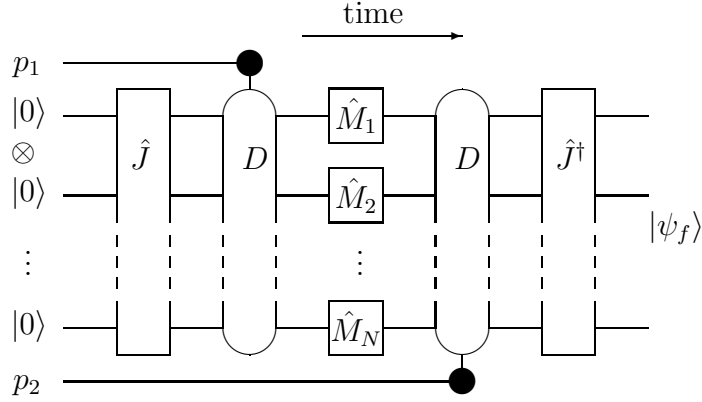 time
p₁
|0⟩ M̂₁
⊗ Ĵ D D Ĵ†
|0⟩ M̂₂
|ψ_f⟩
⋮ ⋮
|0⟩ M̂_N
p₂